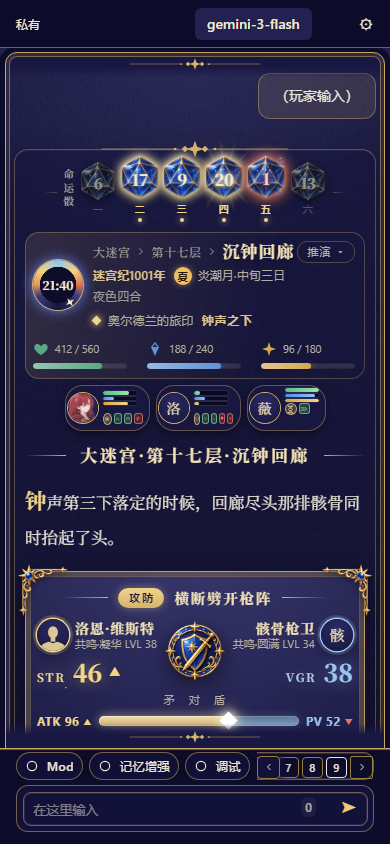 私有
gemini-3-flash
（玩家输入）
命运骰
6 17 9 20 1 13
一 二 三 四 五 六
大迷宫 > 第十七层 > 沉钟回廊
推演
21:40
迷宫纪1001年 夏 炎潮月·中旬三日
夜色四合
奥尔德兰的旅印 钟声之下
412 / 560
188 / 240
96 / 180
洛
薇
大迷宫·第十七层·沉钟回廊
钟声第三下落定的时候，回廊尽头那排骸骨同
时抬起了头。
攻防 横断劈开枪阵
洛恩·维斯特
共鸣·凝华 LVL 38
STR 46
骸骨枪卫
共鸣·圆满 LVL 34
骸
VGR 38
矛 对 盾
ATK 96
PV 52
Mod
记忆增强
调试
7 8 9
在这里输入
0